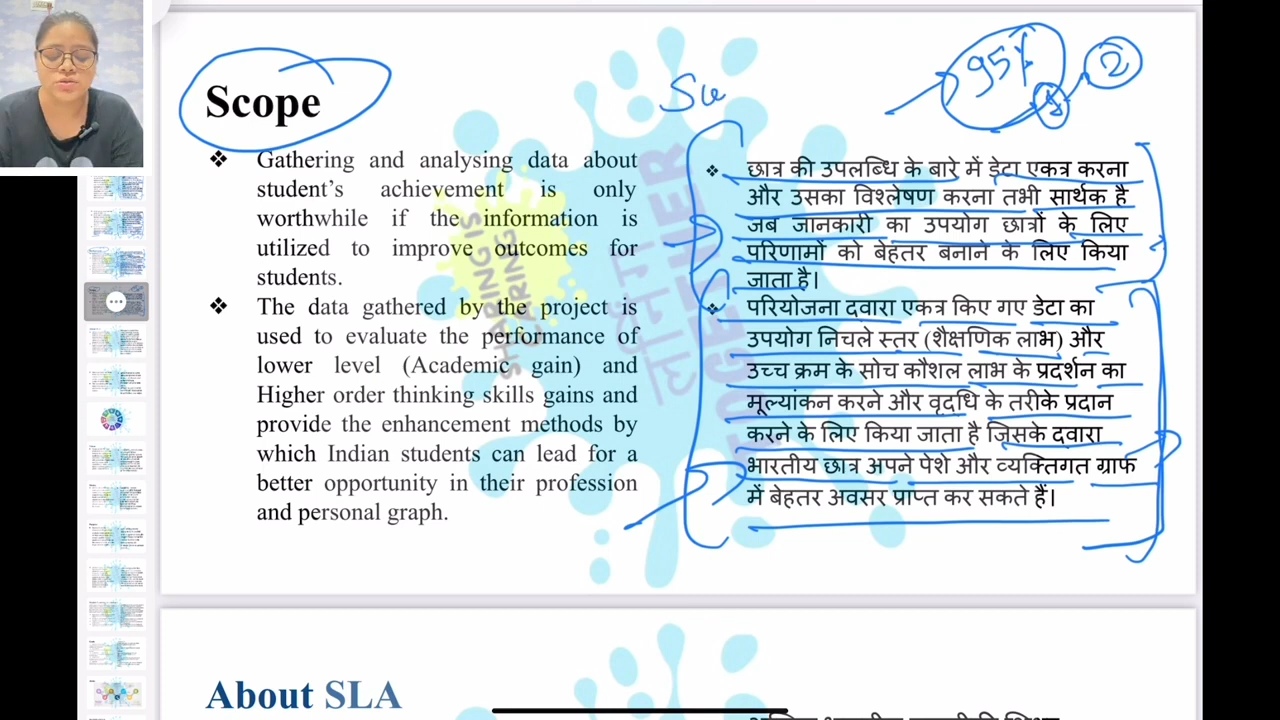 Scope
❖ Gathering and analysing data about
student's achievement is only
worthwhile if the information is
utilized to improve outcomes for
students.
❖ The data gathered by the project is
used to evaluate the performance of
lower level (Academic gain) and
Higher order thinking skills gains and
provide the enhancement methods by
which Indian students can lead for a
better opportunity in their profession
and personal graph.
95%
2
❖ छात्र की उपलब्धि के बारे में डेटा एकत्र करना
और उसका विश्लेषण करना तभी सार्थक है
जब जानकारी का उपयोग छात्रों के लिए
परिणामों को बेहतर बनाने के लिए किया
जाता है।
❖ परियोजना दवारा एकत्र किए गए डेटा का
उपयोग निचले स्तर (शैक्षणिक लाभ) और
उच्च क्रम के सोच कौशल लाभ के प्रदर्शन का
मूल्यांकन करने और वृदधि के तरीके प्रदान
करने के लिए किया जाता है जिसके दवारा
भारतीय छात्र अपने पेशे और व्यक्तिगत ग्राफ
में बेहतर अवसर प्राप्त कर सकते हैं।
About SLA